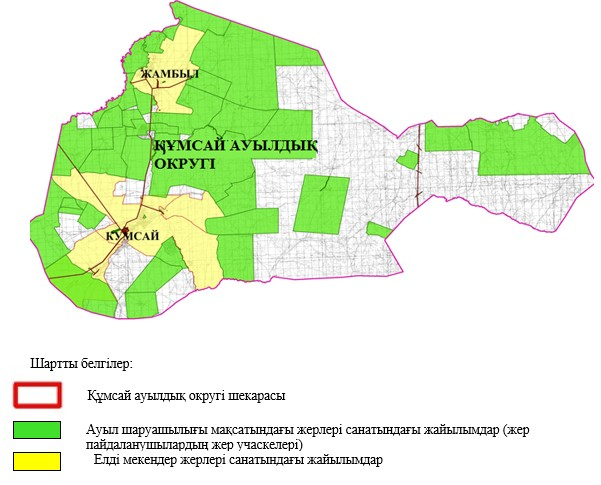 ЖАМБЫЛ
ҚҰМСАЙ АУЫЛДЫҚ
ОКРУГІ
ҚҰМСАЙ
Шартты белгілер:
Құмсай ауылдық округі шекарасы
Ауыл шаруашылығы мақсатындағы жерлері санатындағы жайылымдар (жер
пайдаланушылардың жер учаскелері)
Елді мекендер жерлері санатындағы жайылымдар